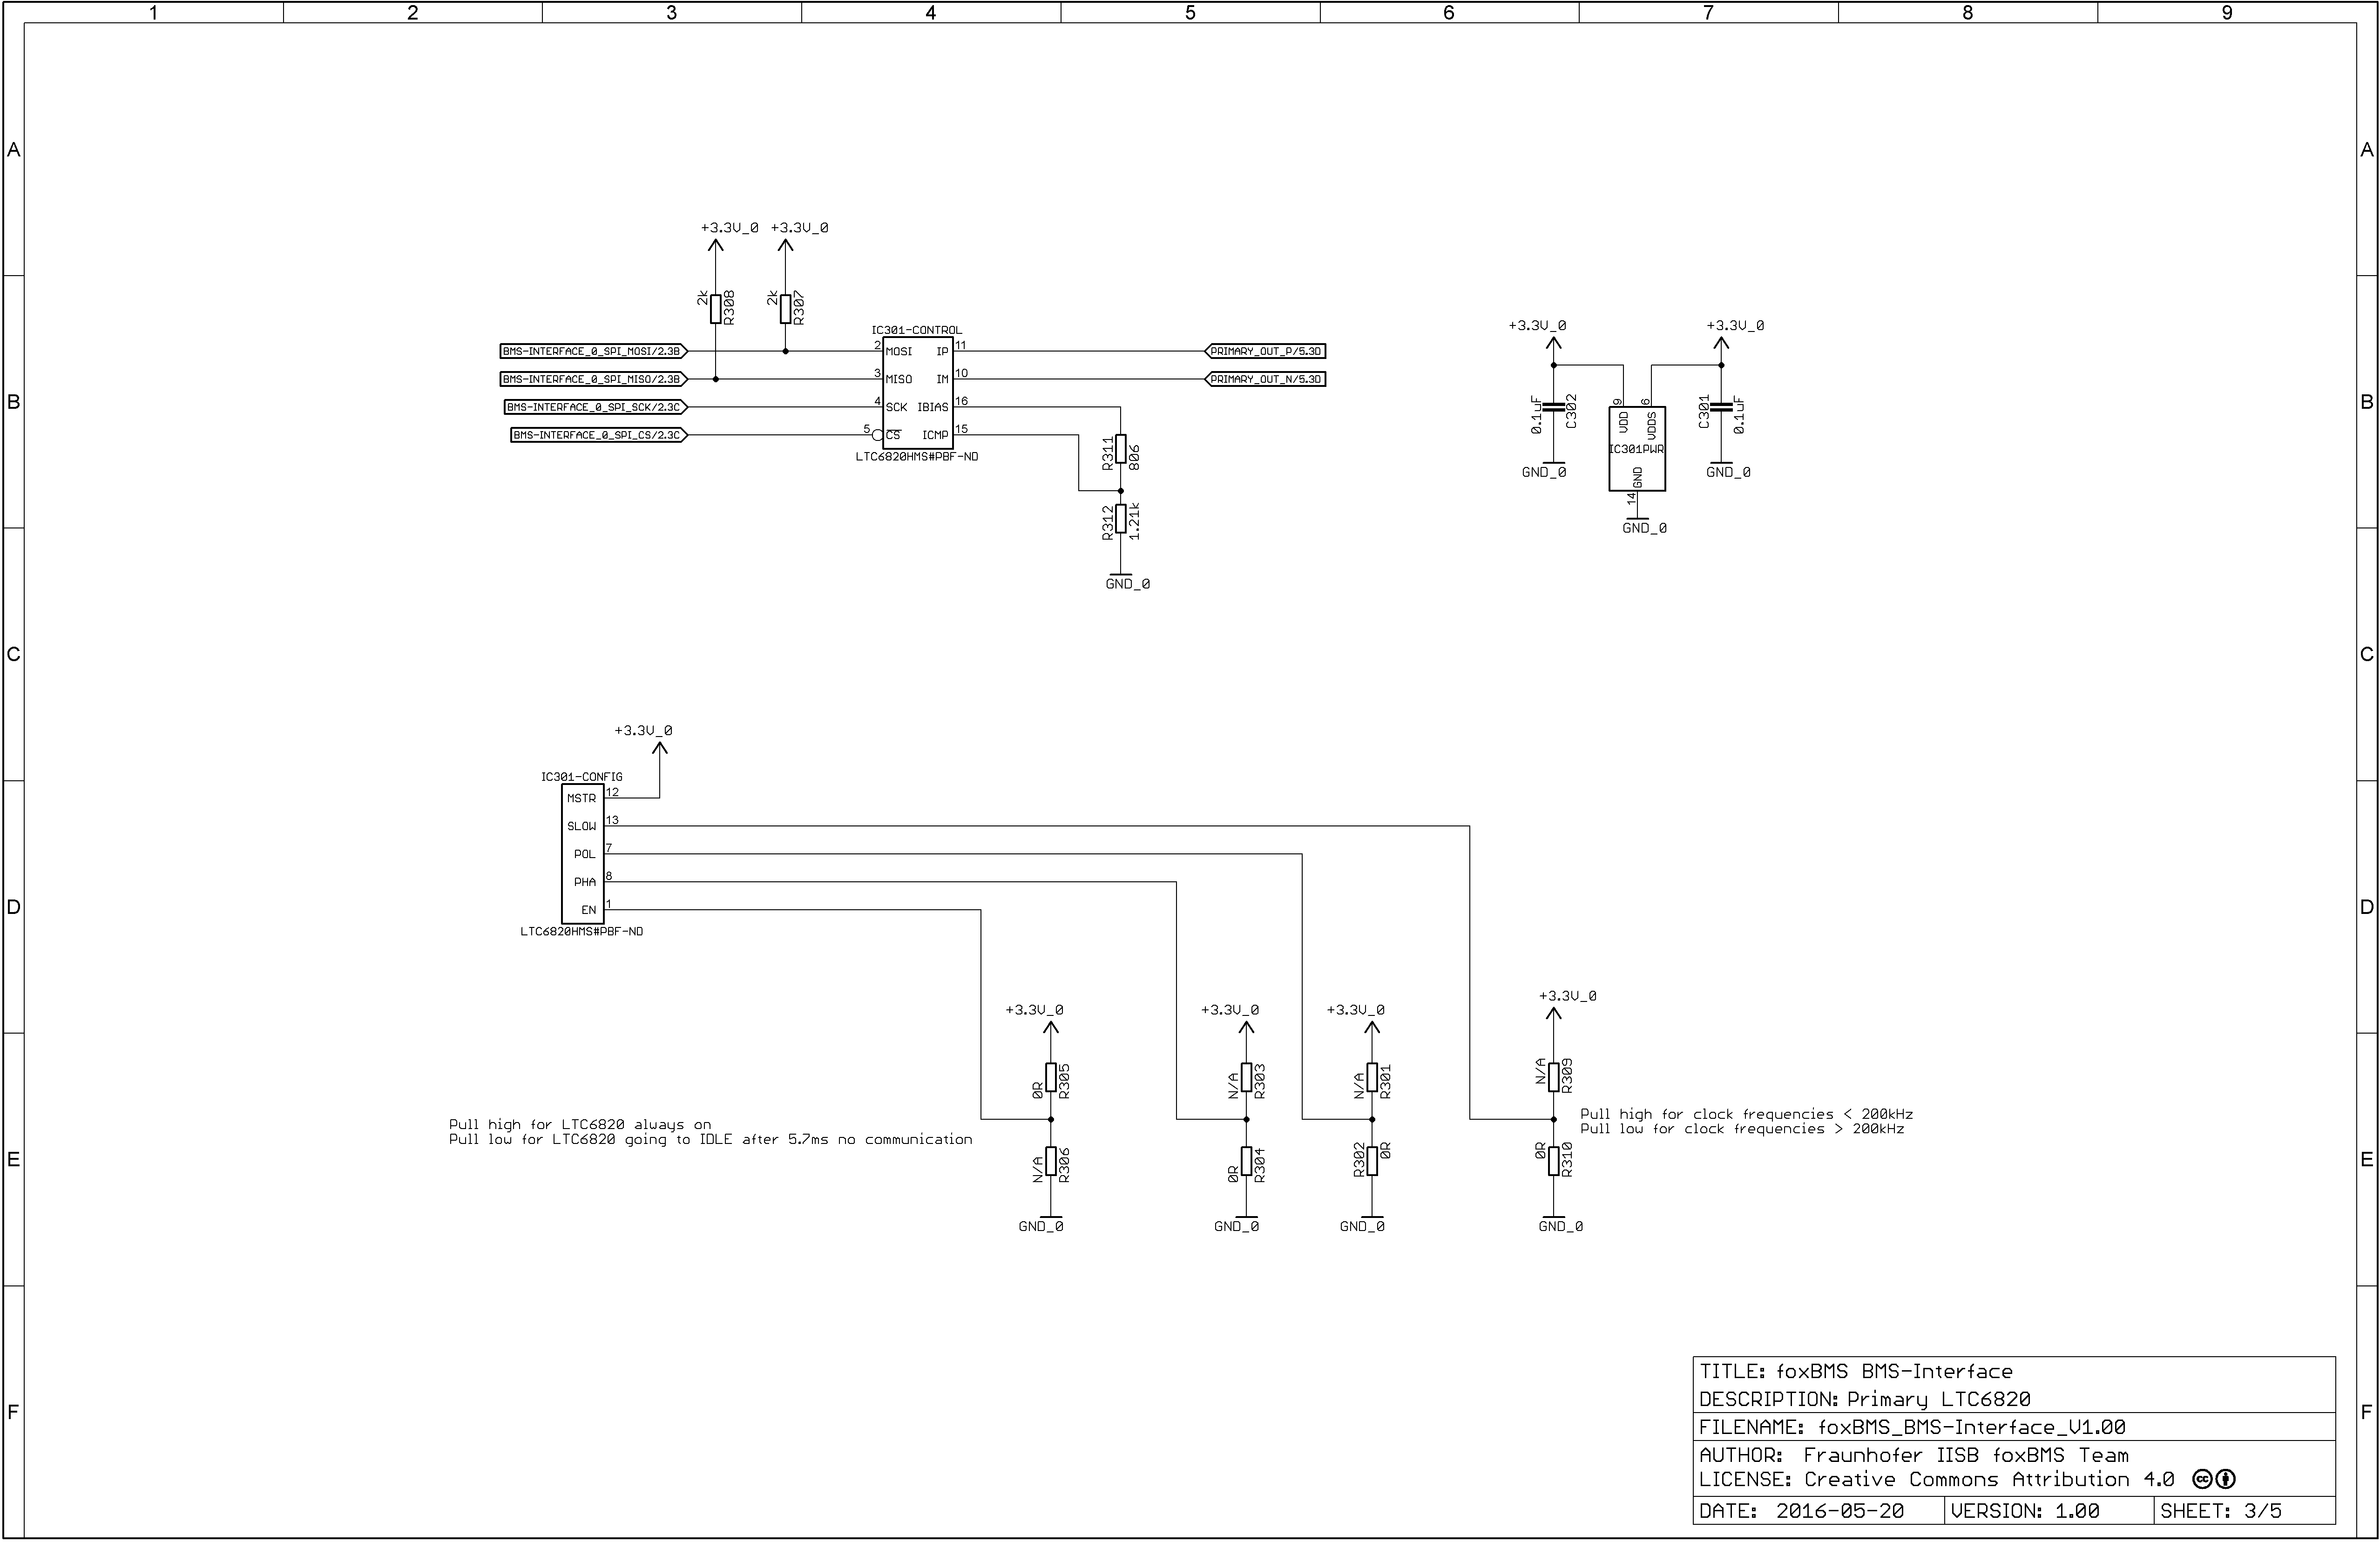 1 2 3 4 5 6 7 8 9
A A
+3.3V_0 +3.3V_0
2k R308 2k R307
IC301-CONTROL
BMS-INTERFACE_0_SPI_MOSI/2.3B 2 MOSI IP 11 PRIMARY_OUT_P/5.3D
BMS-INTERFACE_0_SPI_MISO/2.3B 3 MISO IM 10 PRIMARY_OUT_N/5.3D
BMS-INTERFACE_0_SPI_SCK/2.3C 4 SCK IBIAS 16
BMS-INTERFACE_0_SPI_CS/2.3C 5 CS ICMP 15
LTC6820HMS#PBF-ND
R311 806
R312 1.21k
GND_0
+3.3V_0 +3.3V_0
B B
0.1uF C302 9 VDD 6 VDDS C301 0.1uF
IC301PWR
GND_0 GND GND_0
14
GND_0
C C
+3.3V_0
IC301-CONFIG
MSTR 12
SLOW 13
POL 7
PHA 8
EN 1
LTC6820HMS#PBF-ND
D D
+3.3V_0 +3.3V_0 +3.3V_0 +3.3V_0
0R R305 N/A R303 N/A R301 N/A R309
Pull high for LTC6820 always on
Pull low for LTC6820 going to IDLE after 5.7ms no communication
Pull high for clock frequencies < 200kHz
Pull low for clock frequencies > 200kHz
E E
N/A R306 0R R304 R302 0R 0R R310
GND_0 GND_0 GND_0 GND_0
F F
TITLE: foxBMS BMS-Interface
DESCRIPTION: Primary LTC6820
FILENAME: foxBMS_BMS-Interface_V1.00
AUTHOR: Fraunhofer IISB foxBMS Team
LICENSE: Creative Commons Attribution 4.0 cc
DATE: 2016-05-20 VERSION: 1.00 SHEET: 3/5